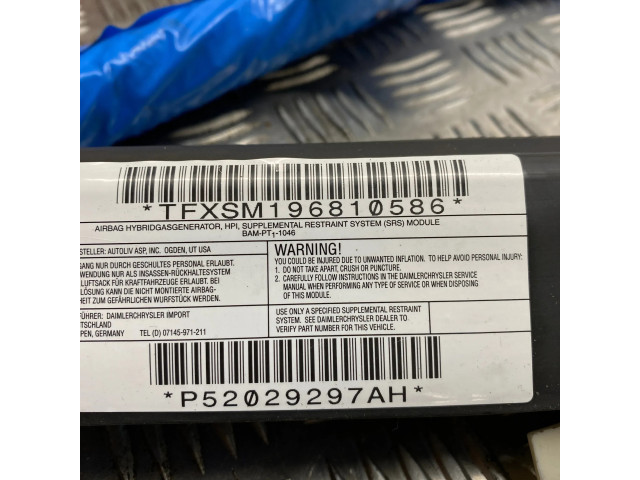 *TFXSM196810586*
AIRBAG HYBRIDGASGENERATOR, HPI, SUPPLEMENTAL RESTRAINT SYSTEM (SRS) MODULE
BAM-PT1-1046
STELLER: AUTOLIV ASP, INC. OGDEN, UT USA
GANG NUR DURCH GESCHULTES PERSONAL ERLAUBT.
WENDUNG NUR ALS INSASSEN-RÜCKHALTESYSTEM
LUFTSACK FÜR KRAFTFAHRZEUGE ERLAUBT. BEI
LÖSUNG KANN DIE NICHT MONTIERTE AIRBAG-
HEIT ZU EINEM GEFÄHRLICHEN WURFSTÜCK WERDEN.
FÜHRER: DAIMLERCHRYSLER IMPORT
UTSCHLAND
PPEN, GERMANY TEL (D) 07145-971-211
WARNING!
YOU COULD BE INJURED DUE TO UNWANTED INFLATION. TO HELP AVOID PERSONAL INJURY:
1. DO NOT TAKE APART, CRUSH OR PUNCTURE.
2. CAREFULLY FOLLOW INSTRUCTIONS IN THE DAIMLERCHRYSLER SERVICE
MANUAL WHEN PERFORMING ANY TYPE OF SERVICE OR WHEN DISPOSING
OF THIS MODULE.
USE ONLY A SPECIFIED SUPPLEMENTAL RESTRAINT
SYSTEM. SEE DAIMLERCHRYSLER DEALER TO
VERIFY PART NUMBER FOR THIS VEHICLE.
*P52029297AH*